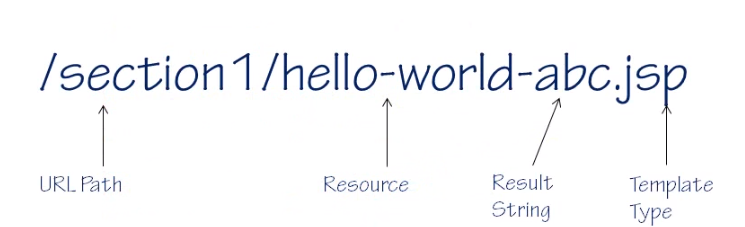 /section1/hello-world-abc.jsp
URL Path
Resource
Result
String
Template
Type